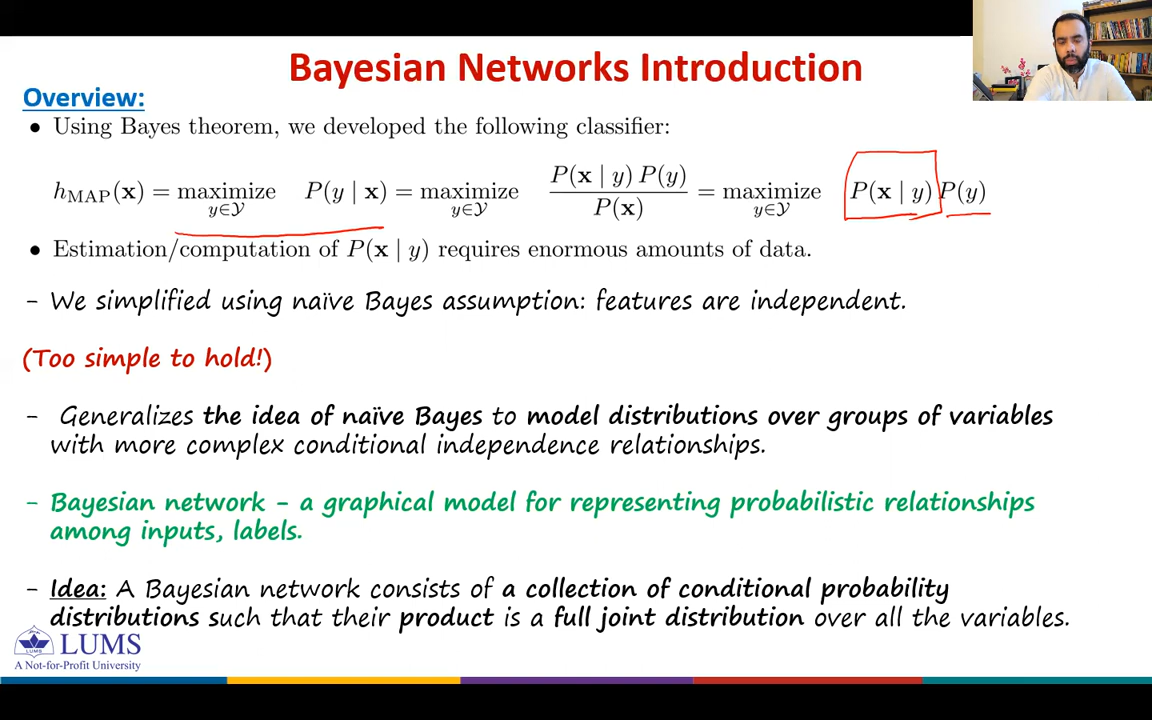 Bayesian Networks Introduction
Overview:
• Using Bayes theorem, we developed the following classifier:
h_MAP(x) = maximize_{y∈𝒴} P(y | x) = maximize_{y∈𝒴} P(x | y) P(y) / P(x) = maximize_{y∈𝒴} P(x | y) P(y)
• Estimation/computation of P(x | y) requires enormous amounts of data.
- We simplified using naïve Bayes assumption: features are independent.
(Too simple to hold!)
- Generalizes the idea of naïve Bayes to model distributions over groups of variables
with more complex conditional independence relationships.
- Bayesian network - a graphical model for representing probabilistic relationships
among inputs, labels.
- Idea: A Bayesian network consists of a collection of conditional probability
distributions such that their product is a full joint distribution over all the variables.
LUMS
A Not-for-Profit University